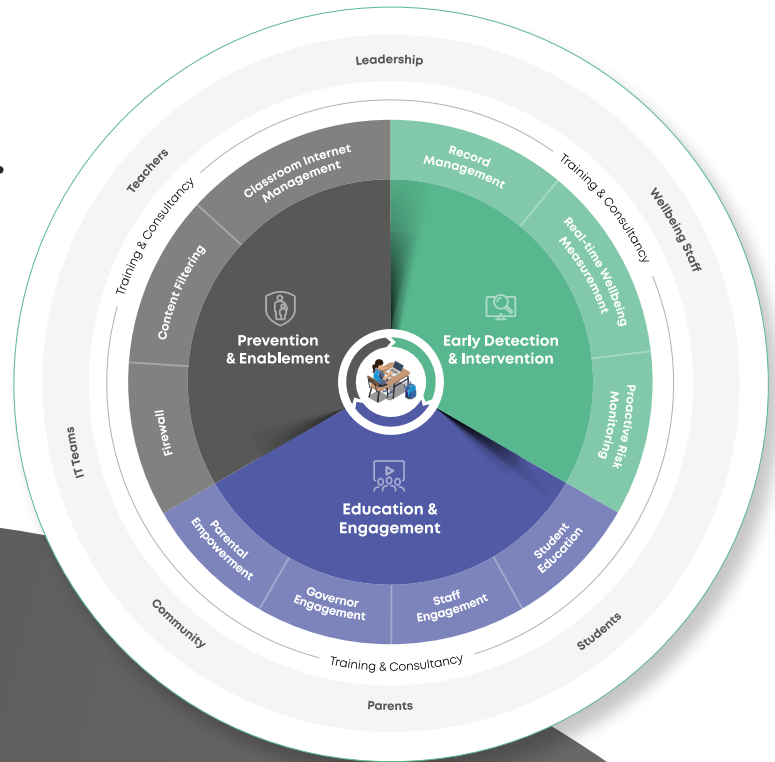 Leadership
Teachers
Wellbeing Staff
Training & Consultancy
Training & Consultancy
Classroom Internet
Management
Record
Management
Content Filtering
Real-time Wellbeing
Measurement
Prevention
& Enablement
Early Detection
& Intervention
Firewall
Proactive Risk
Monitoring
IT Teams
Education &
Engagement
Parental
Empowerment
Governor
Engagement
Staff
Engagement
Student
Education
Community
Training & Consultancy
Students
Parents